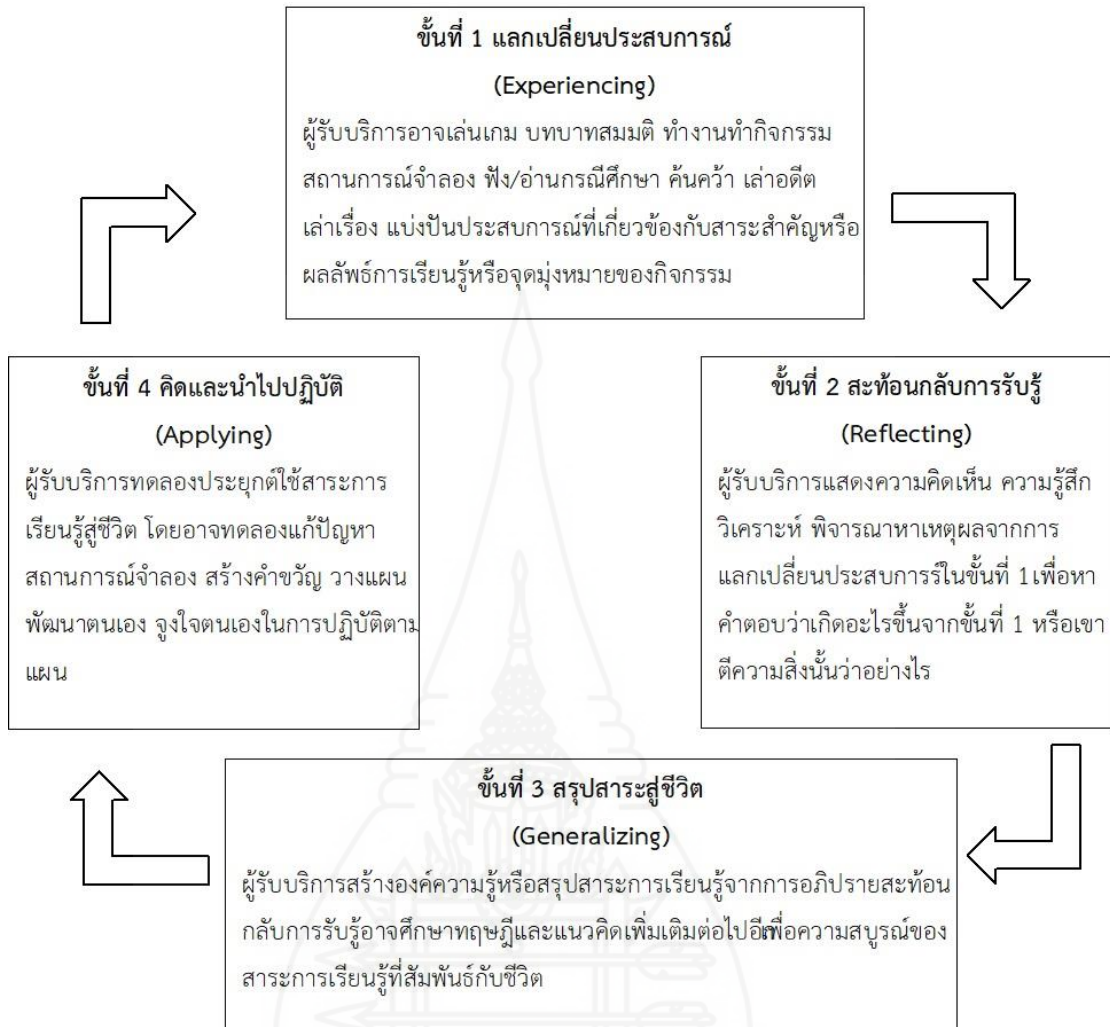 ขั้นที่ 1 แลกเปลี่ยนประสบการณ์
(Experiencing)
ผู้รับบริการอาจเล่นเกม บทบาทสมมติ ทำงานทำกิจกรรม
สถานการณ์จำลอง ฟัง/อ่านกรณีศึกษา ค้นคว้า เล่าอดีต
เล่าเรื่อง แบ่งปันประสบการณ์ที่เกี่ยวข้องกับสาระสำคัญหรือ
ผลลัพธ์การเรียนรู้หรือจุดมุ่งหมายของกิจกรรม
ขั้นที่ 2 สะท้อนกลับการรับรู้
(Reflecting)
ผู้รับบริการแสดงความคิดเห็น ความรู้สึก
วิเคราะห์ พิจารณาหาเหตุผลจากการ
แลกเปลี่ยนประสบการร์ในขั้นที่ 1 เพื่อหา
คำตอบว่าเกิดอะไรขึ้นจากขั้นที่ 1 หรือเขา
ตีความสิ่งนั้นว่าอย่างไร
ขั้นที่ 3 สรุปสาระสู่ชีวิต
(Generalizing)
ผู้รับบริการสร้างองค์ความรู้หรือสรุปสาระการเรียนรู้จากการอภิปรายสะท้อน
กลับการรับรู้อาจศึกษาทฤษฎีและแนวคิดเพิ่มเติมต่อไปอีกเพื่อความสบูรณ์ของ
สาระการเรียนรู้ที่สัมพันธ์กับชีวิต
ขั้นที่ 4 คิดและนำไปปฏิบัติ
(Applying)
ผู้รับบริการทดลองประยุกต์ใช้สาระการ
เรียนรู้สู่ชีวิต โดยอาจทดลองแก้ปัญหา
สถานการณ์จำลอง สร้างคำขวัญ วางแผน
พัฒนาตนเอง จูงใจตนเองในการปฏิบัติตาม
แผน